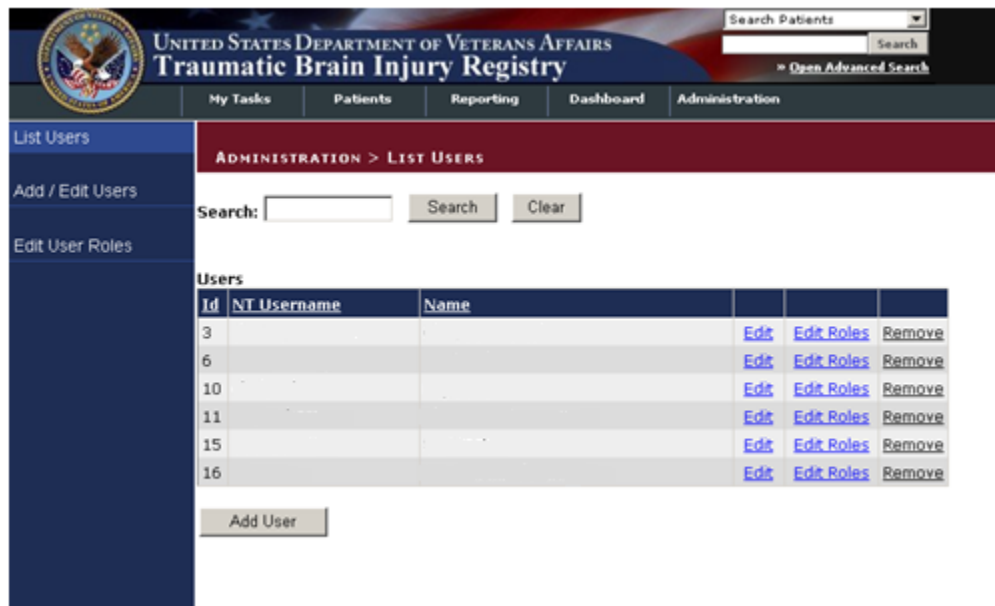 Search Patients
UNITED STATES DEPARTMENT OF VETERANS AFFAIRS
Search
Traumatic Brain Injury Registry
» Open Advanced Search
My Tasks Patients Reporting Dashboard Administration
List Users
ADMINISTRATION > LIST USERS
Add / Edit Users
Search: Search Clear
Edit User Roles
Users
Id NT Username Name
3 Edit Edit Roles Remove
6 Edit Edit Roles Remove
10 Edit Edit Roles Remove
11 Edit Edit Roles Remove
15 Edit Edit Roles Remove
16 Edit Edit Roles Remove
Add User